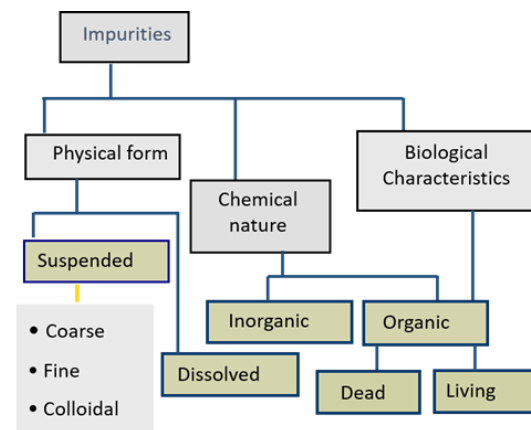 Impurities
Physical form
Biological
Characteristics
Chemical
nature
Suspended
Inorganic
Organic
• Coarse
• Fine
• Colloidal
Dissolved
Dead
Living